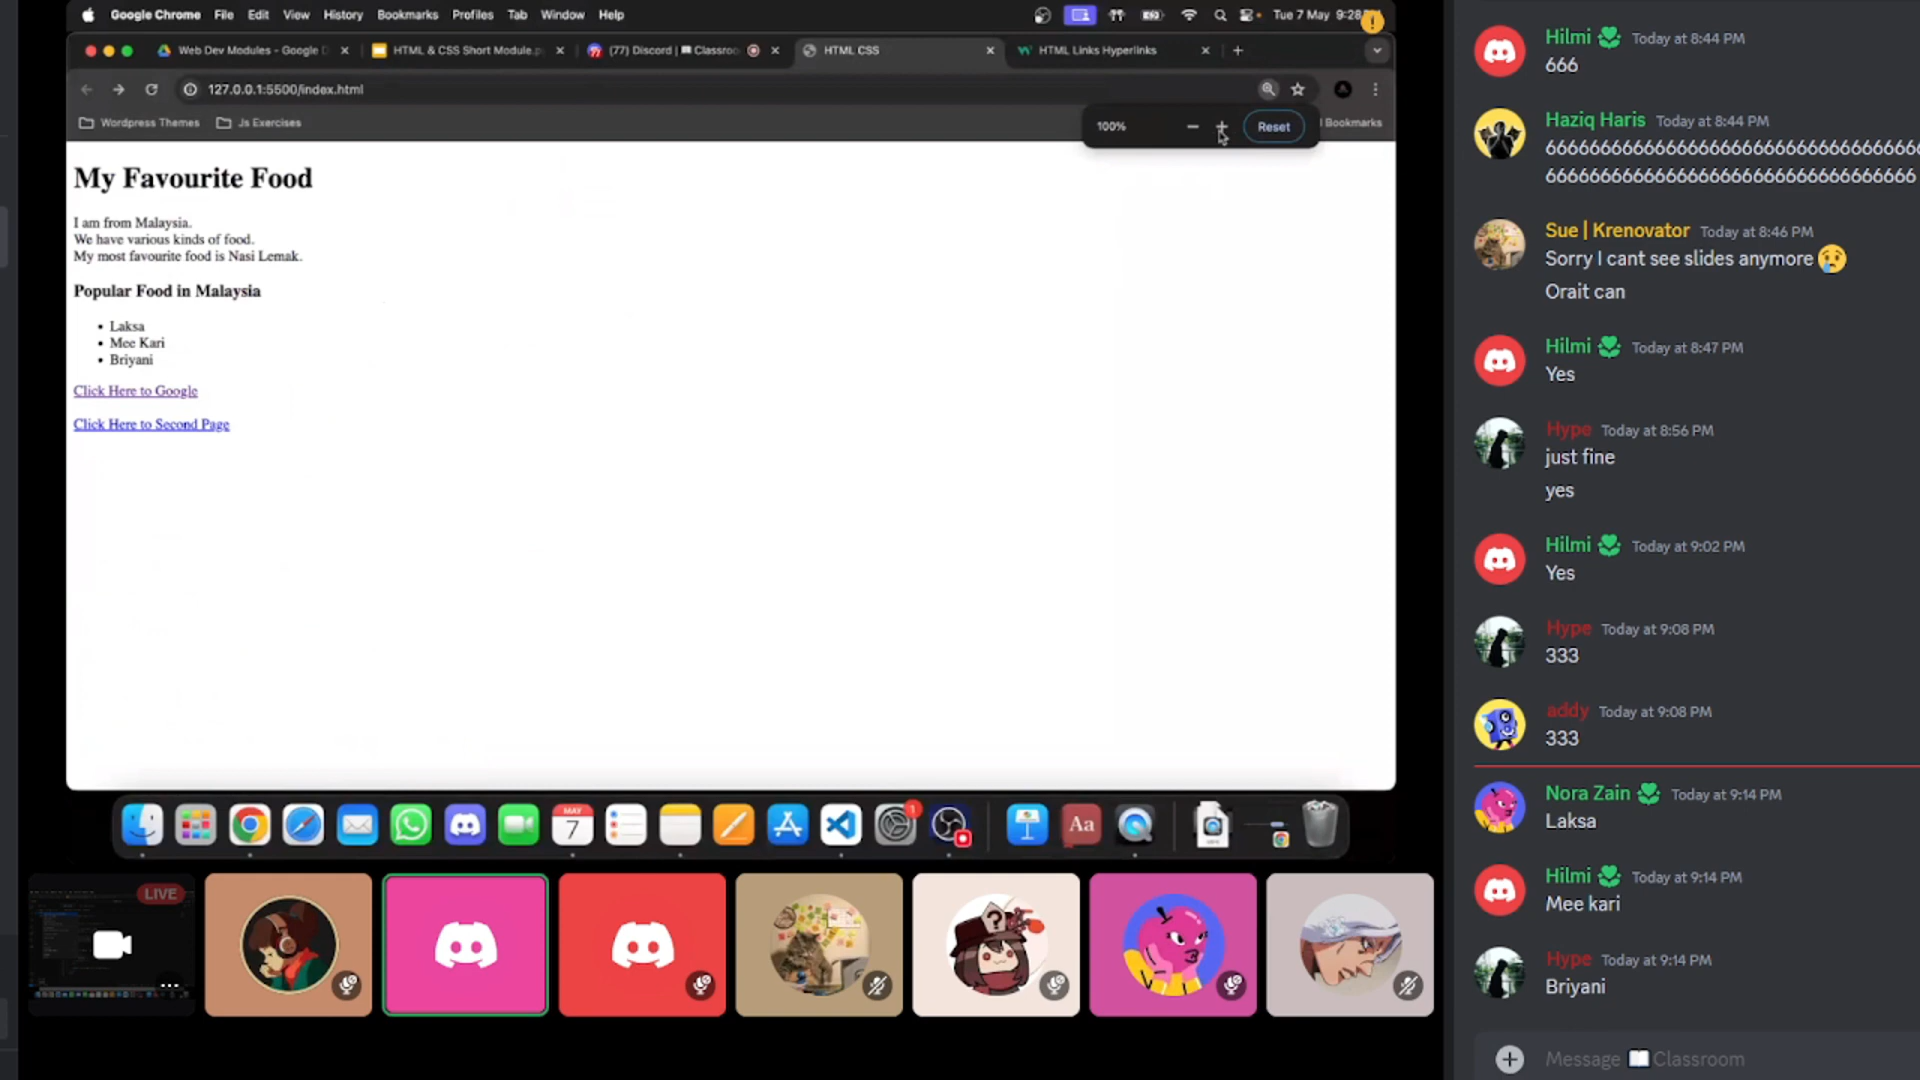 Google Chrome File Edit View History Bookmarks Profiles Tab Window Help Tue 7 May 9:28
Web Dev Modules - Google HTML & CSS Short Module. (77) Discord | Classroo HTML CSS HTML Links Hyperlinks
127.0.0.1:5500/index.html
Wordpress Themes Js Exercises Bookmarks
100% Reset
My Favourite Food
I am from Malaysia.
We have various kinds of food.
My most favourite food is Nasi Lemak.
Popular Food in Malaysia
• Laksa
• Mee Kari
• Briyani
Click Here to Google
Click Here to Second Page
MAY
7
Aa
1
LIVE
Hilmi Today at 8:44 PM
666
Haziq Haris Today at 8:44 PM
Sue | Krenovator Today at 8:46 PM
Sorry I cant see slides anymore 😢
Orait can
Hilmi Today at 8:47 PM
Yes
Hype Today at 8:56 PM
just fine
yes
Hilmi Today at 9:02 PM
Yes
Hype Today at 9:08 PM
333
addy Today at 9:08 PM
333
Nora Zain Today at 9:14 PM
Laksa
Hilmi Today at 9:14 PM
Mee kari
Hype Today at 9:14 PM
Briyani
Message Classroom